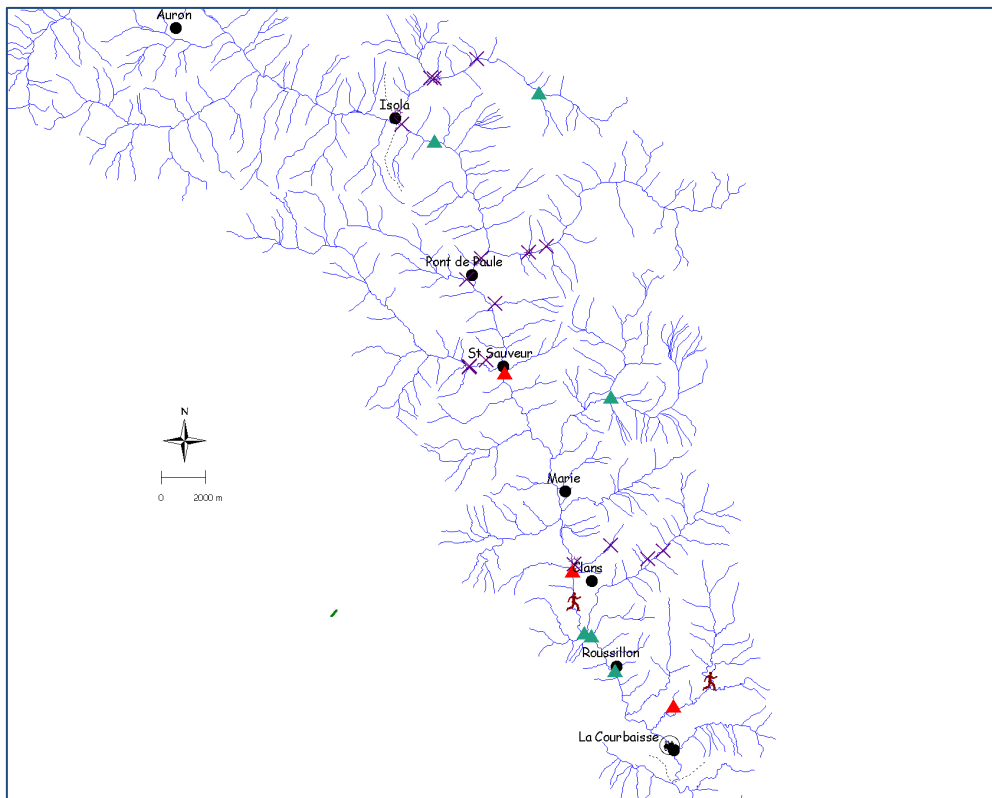 Auron
Isola
Pont de Paule
St Sauveur
N
0 2000 m
Marie
Clans
Roussillon
La Courbaisse